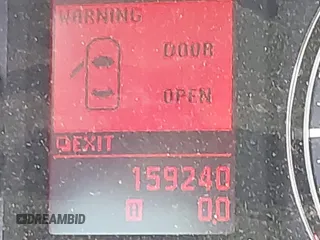 WARNING
DOOR
OPEN
EXIT
159240
A 0.0
DREAMBID